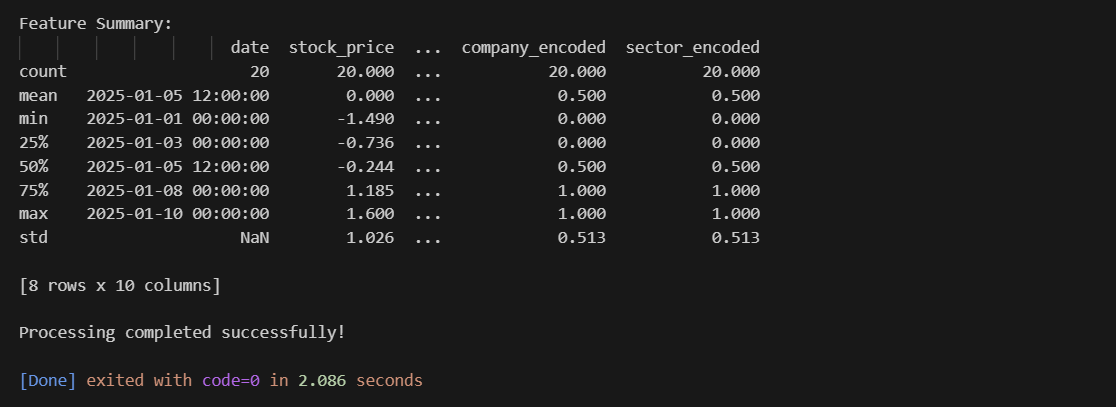 Feature Summary:
                      date  stock_price  ...  company_encoded  sector_encoded
count                   20       20.000  ...           20.000          20.000
mean   2025-01-05 12:00:00        0.000  ...            0.500           0.500
min    2025-01-01 00:00:00       -1.490  ...            0.000           0.000
25%    2025-01-03 00:00:00       -0.736  ...            0.000           0.000
50%    2025-01-05 12:00:00       -0.244  ...            0.500           0.500
75%    2025-01-08 00:00:00        1.185  ...            1.000           1.000
max    2025-01-10 00:00:00        1.600  ...            1.000           1.000
std                    NaN        1.026  ...            0.513           0.513
[8 rows x 10 columns]
Processing completed successfully!
[Done] exited with code=0 in 2.086 seconds